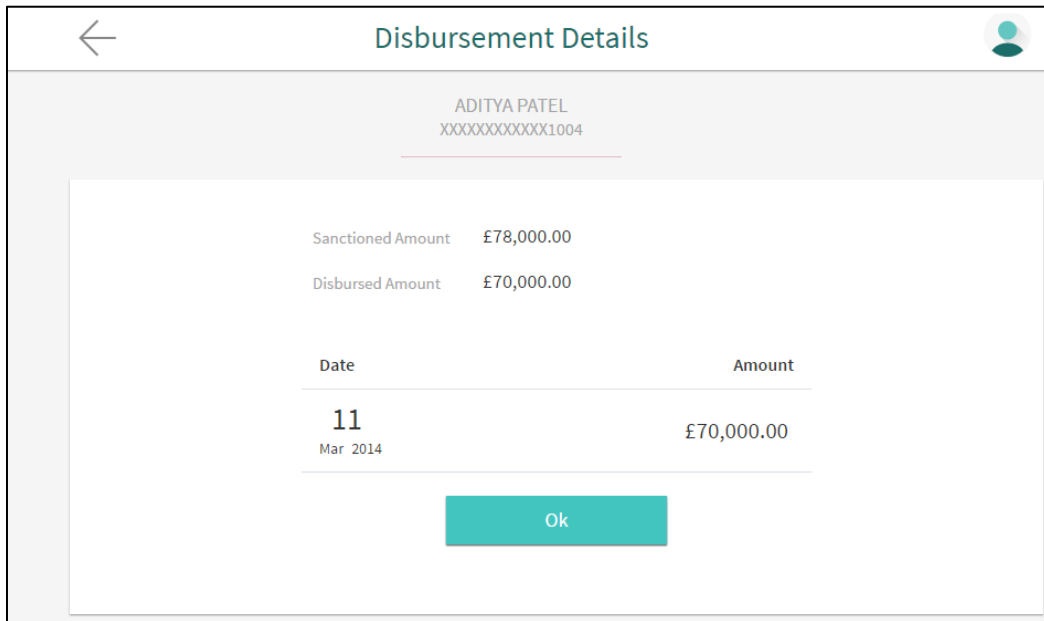 Disbursement Details
ADITYA PATEL
XXXXXXXXXXXX1004
Sanctioned Amount £78,000.00
Disbursed Amount £70,000.00
Date Amount
11
Mar 2014
£70,000.00
Ok